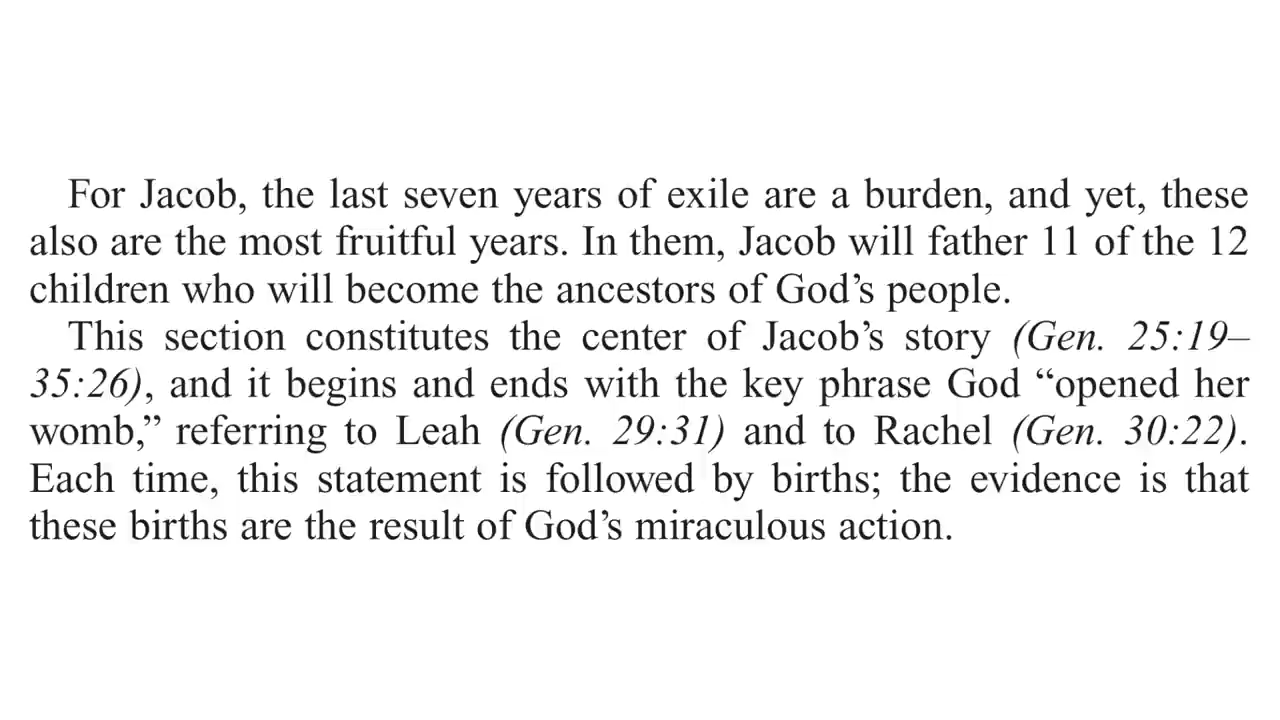 For Jacob, the last seven years of exile are a burden, and yet, these
also are the most fruitful years. In them, Jacob will father 11 of the 12
children who will become the ancestors of God’s people.
This section constitutes the center of Jacob’s story (Gen. 25:19–
35:26), and it begins and ends with the key phrase God “opened her
womb,” referring to Leah (Gen. 29:31) and to Rachel (Gen. 30:22).
Each time, this statement is followed by births; the evidence is that
these births are the result of God’s miraculous action.